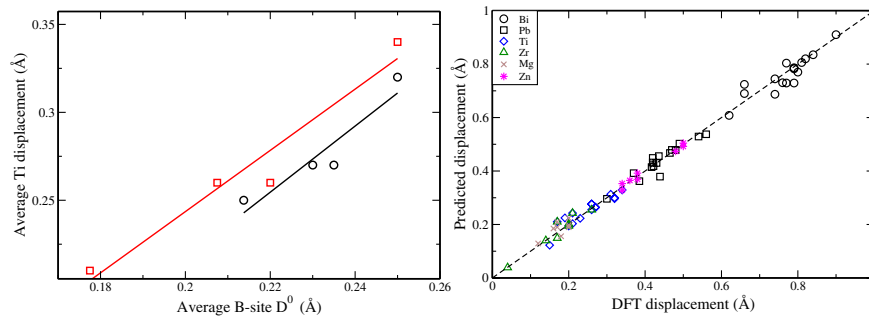 0.35
0.3
0.25
0.18
0.2
0.22
0.24
0.26
Average Ti displacement (Å)
Average B-site D⁰ (Å)
1
0.8
0.6
0.4
0.2
0
0
0.2
0.4
0.6
0.8
Predicted displacement (Å)
DFT displacement (Å)
Bi
Pb
Ti
Zr
Mg
Zn